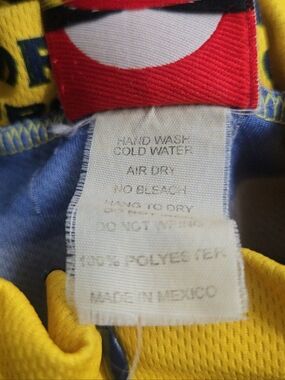 HAND WASH
COLD WATER
AIR DRY
NO BLEACH
HANG TO DRY
DO NOT WRING
100% POLYESTER
MADE IN MEXICO